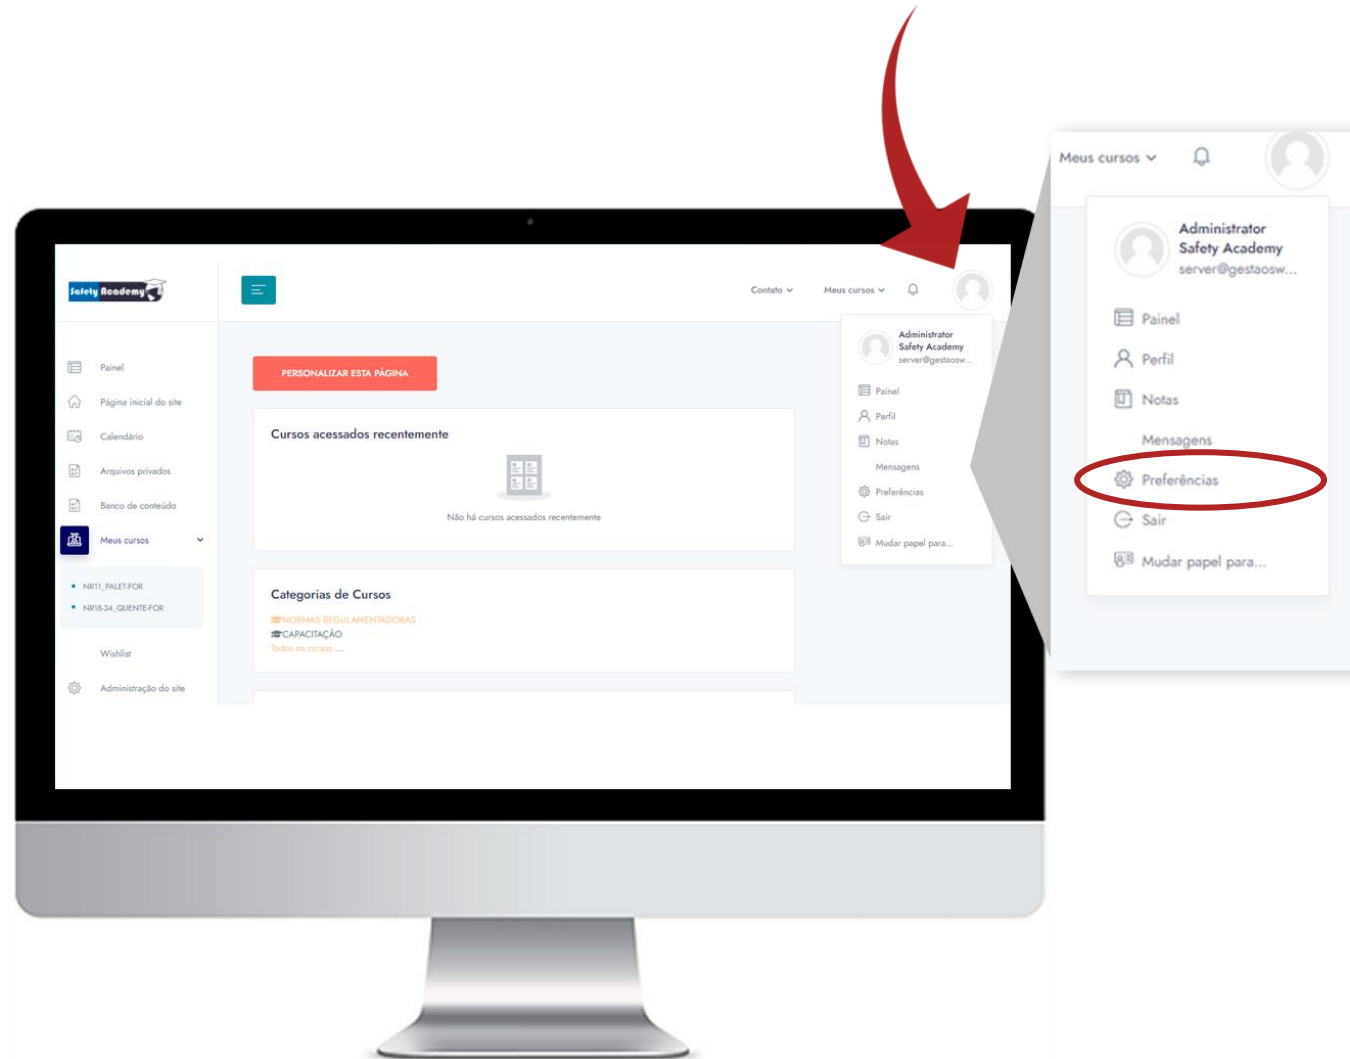 Safety Academy
Contato
Meus cursos
Administrator
Safety Academy
server@gestaosw...
Painel
Perfil
Notas
Mensagens
Preferências
Sair
Mudar papel para...
Painel
Página inicial do site
Calendário
Arquivos privados
Banco de conteúdo
Meus cursos
NR11_PALET-FOR
NR18-34_QUENTE-FOR
Wishlist
Administração do site
PERSONALIZAR ESTA PÁGINA
Cursos acessados recentemente
Não há cursos acessados recentemente
Categorias de Cursos
NORMAS REGULAMENTADORAS
CAPACITAÇÃO
Todos os cursos ....
Meus cursos
Administrator
Safety Academy
server@gestaosw...
Painel
Perfil
Notas
Mensagens
Preferências
Sair
Mudar papel para...